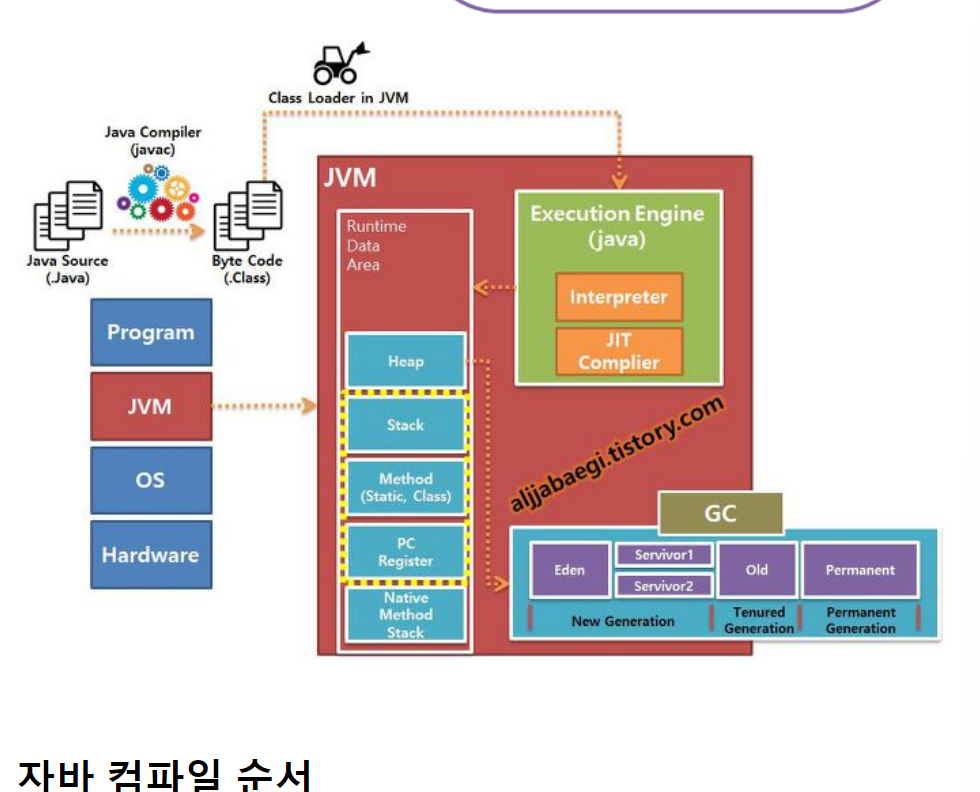 Class Loader in JVM
Java Compiler
(javac)
Java Source
(.Java)
Byte Code
(.Class)
Program
JVM
OS
Hardware
JVM
Runtime
Data
Area
Heap
Stack
Method
(Static, Class)
PC
Register
Native
Method
Stack
Execution Engine
(java)
Interpreter
JIT
Complier
aljjabaegi.tistory.com
GC
Eden
Servivor1
Servivor2
Old
Permanent
New Generation
Tenured
Generation
Permanent
Generation
자바 컴파일 순서